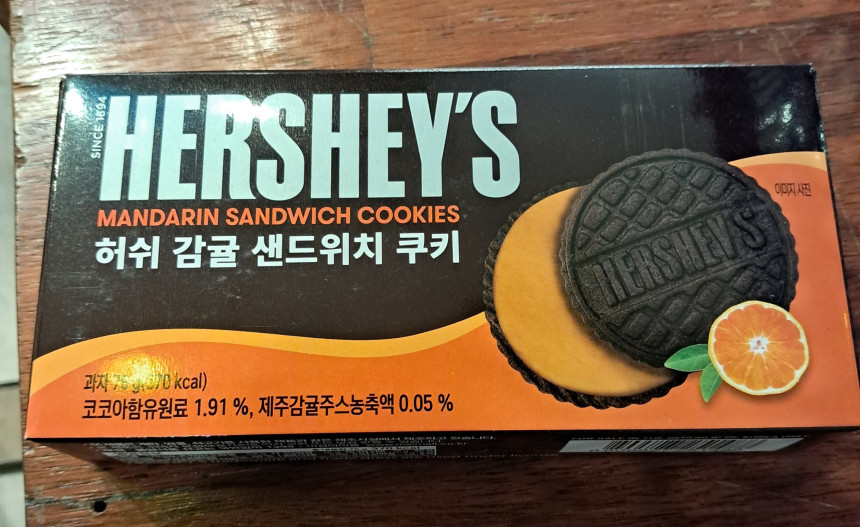 SINCE 1894
HERSHEY'S
MANDARIN SANDWICH COOKIES
허쉬 감귤 샌드위치 쿠키
HERSHEY'S
이미지 사진
과자 75 g(370 kcal)
코코아함유원료 1.91 %, 제주감귤주스농축액 0.05 %